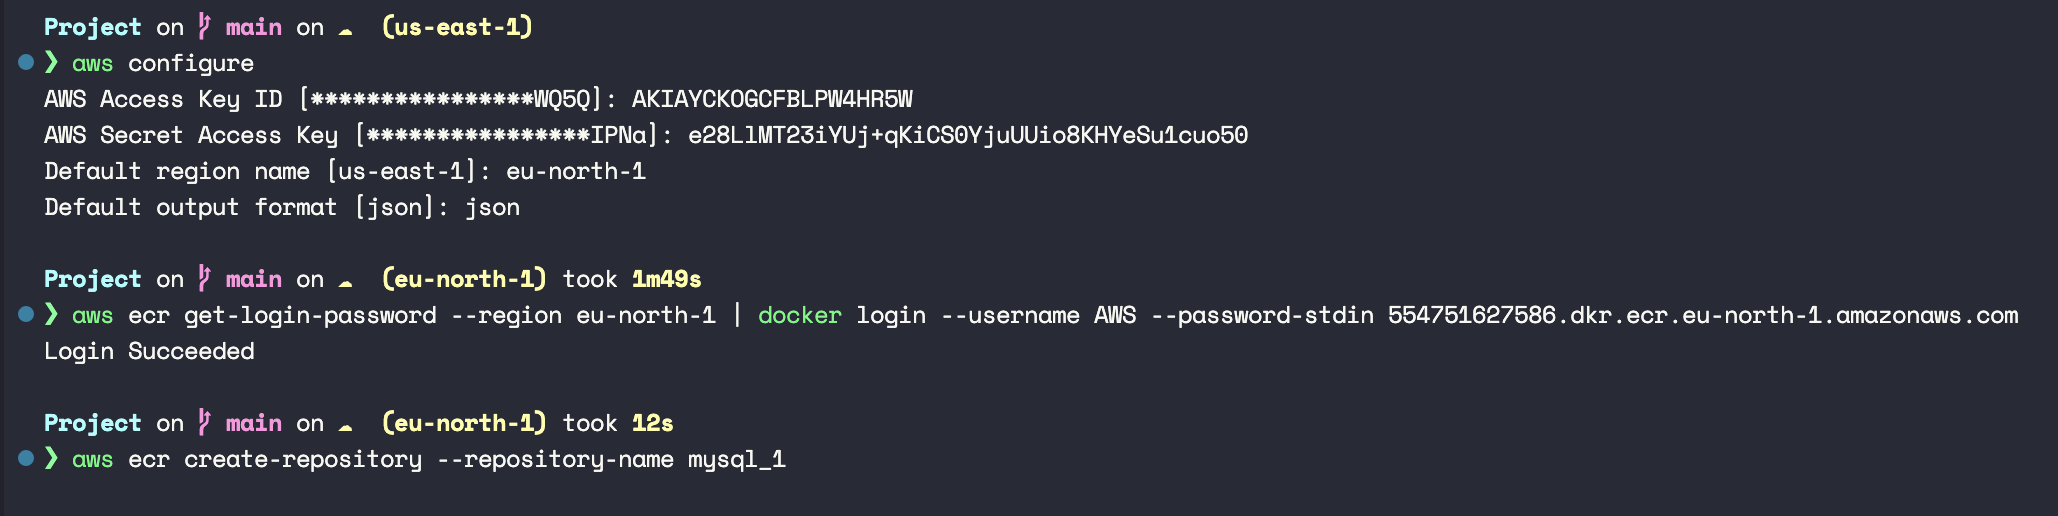 Project on main on ☁ (us-east-1)
❯ aws configure
AWS Access Key ID [****************WQ5Q]: AKIAYCKOGCFBLPW4HR5W
AWS Secret Access Key [****************IPNa]: 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
Default region name [us-east-1]: eu-north-1
Default output format [json]: json
Project on main on ☁ (eu-north-1) took 1m49s
❯ aws ecr get-login-password --region eu-north-1 | docker login --username AWS --password-stdin 554751627586.dkr.ecr.eu-north-1.amazonaws.com
Login Succeeded
Project on main on ☁ (eu-north-1) took 12s
❯ aws ecr create-repository --repository-name mysql_1